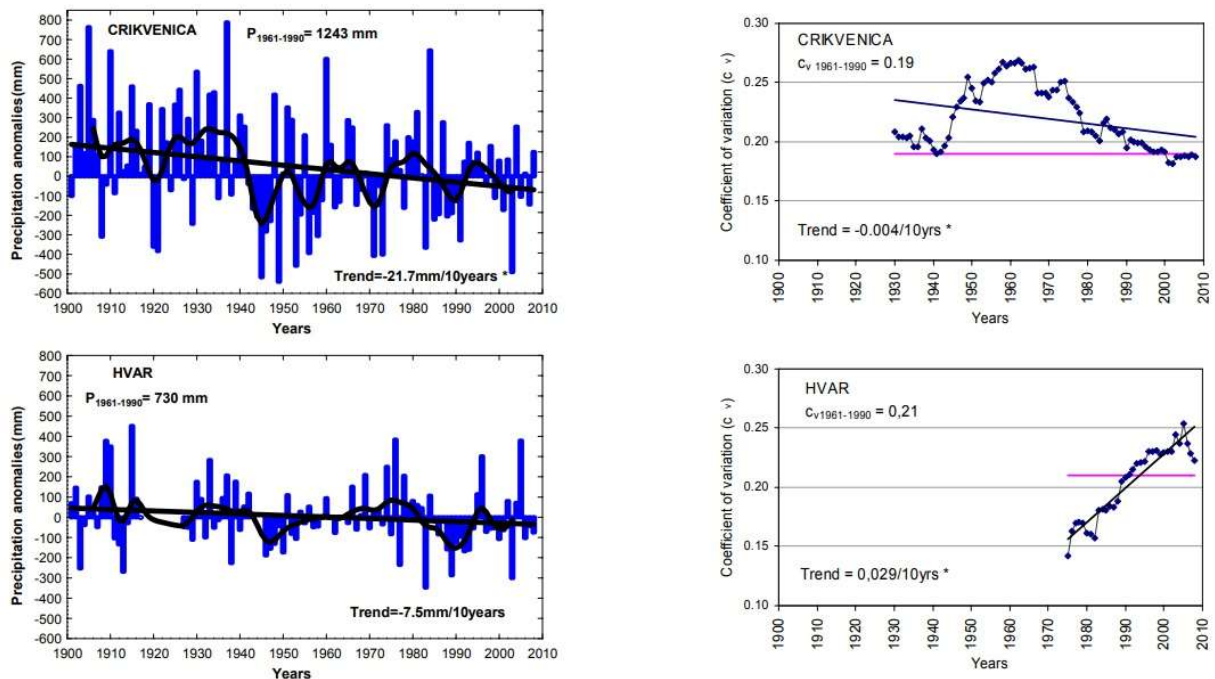 CRIKVENICA
P1961-1990= 1243 mm
Precipitation anomalies(mm)
800
700
600
500
400
300
200
100
0
-100
-200
-300
-400
-500
-600
Trend=-21.7mm/10years *
1900 1910 1920 1930 1940 1950 1960 1970 1980 1990 2000 2010
Years
CRIKVENICA
cv 1961-1990 = 0.19
Coefficient of variation (c v)
0.30
0.25
0.20
0.15
0.10
Trend = -0.004/10yrs *
1900 1910 1920 1930 1940 1950 1960 1970 1980 1990 2000 2010
Years
HVAR
P1961-1990= 730 mm
Precipitation anomalies(mm)
800
700
600
500
400
300
200
100
0
-100
-200
-300
-400
-500
-600
Trend=-7.5mm/10years
1900 1910 1920 1930 1940 1950 1960 1970 1980 1990 2000 2010
Years
HVAR
cv1961-1990 = 0,21
Coefficient of variation (c v)
0.30
0.25
0.20
0.15
0.10
Trend = 0,029/10yrs *
1900 1910 1920 1930 1940 1950 1960 1970 1980 1990 2000 2010
Years